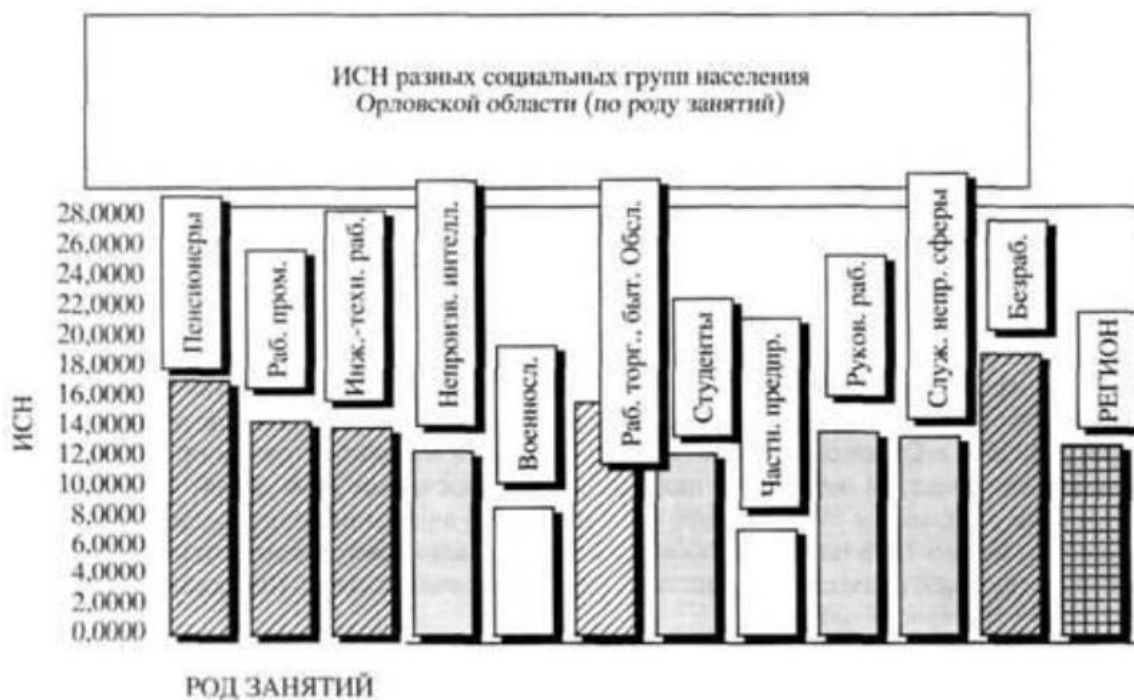 ИСН разных социальных групп населения
Орловской области (по роду занятий)
28,0000
26,0000
24,0000
22,0000
20,0000
18,0000
16,0000
14,0000
12,0000
10,0000
8,0000
6,0000
4,0000
2,0000
0,0000
ИСН
Пенсионеры
Раб. пром.
Инж.-техн. раб.
Непроизв. интелл.
Военносл.
Раб. торг., быт. Обсл.
Студенты
Частн. предпр.
Руков. раб.
Служ. непр. сферы
Безраб.
РЕГИОН
РОД ЗАНЯТИЙ